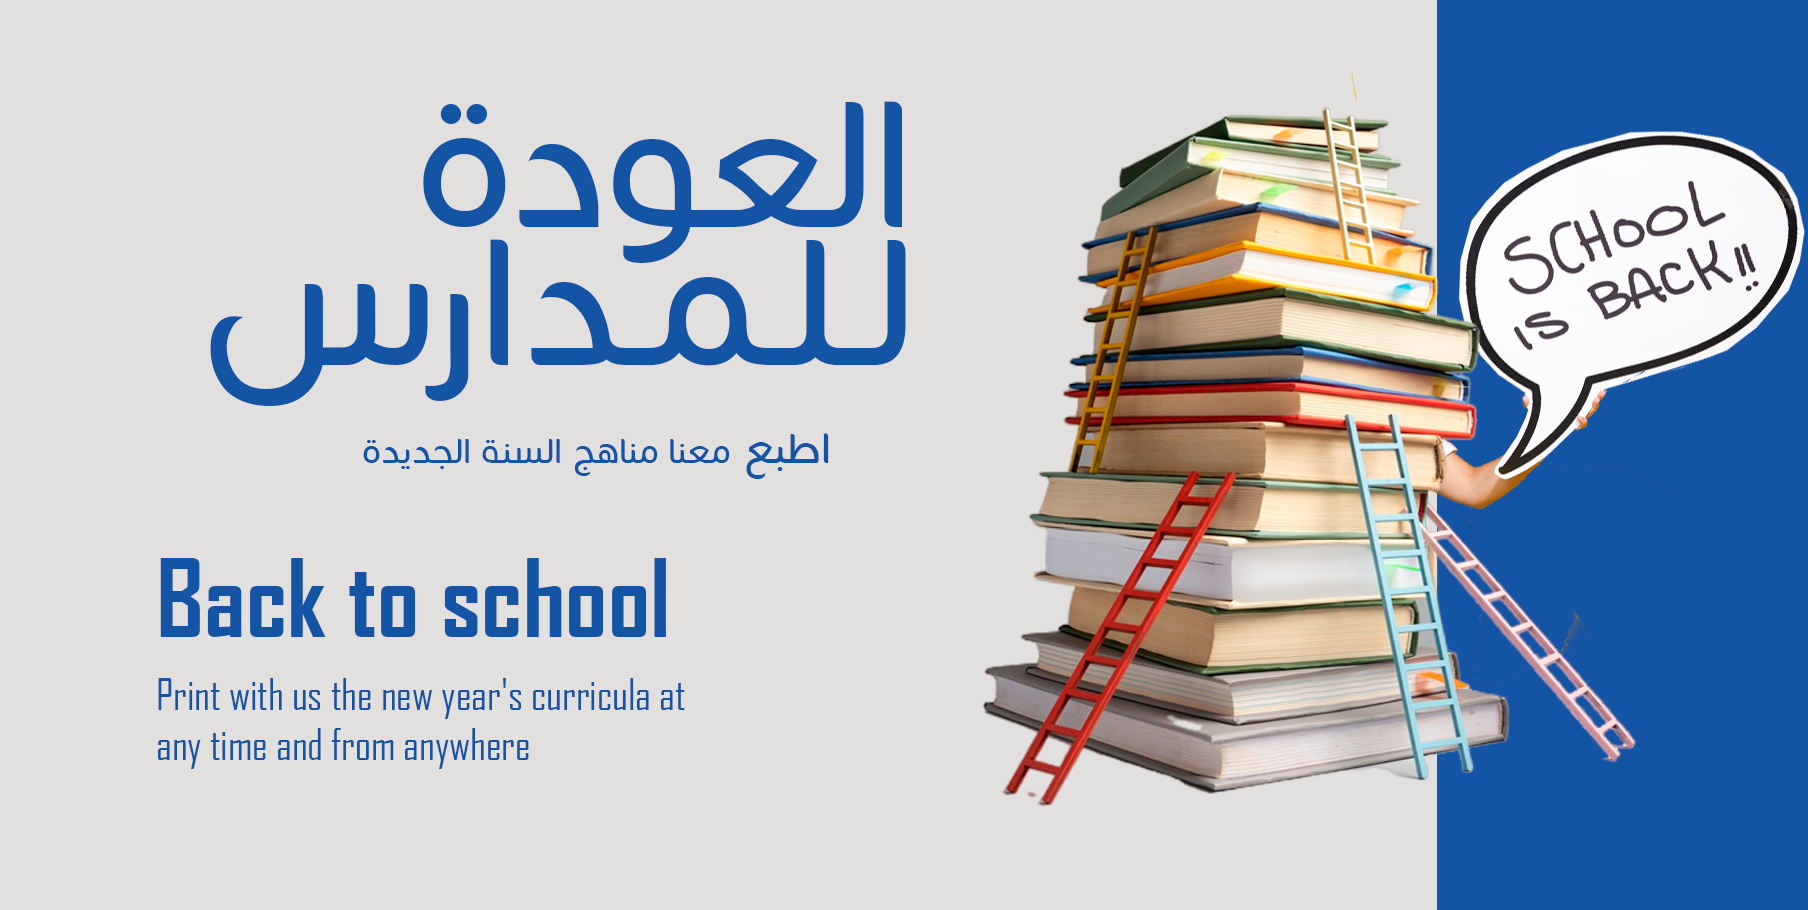 العودة
للمدارس
اطبع معنا مناهج السنة الجديدة
Back to school
Print with us the new year's curricula at
any time and from anywhere
SCHOOL
IS BACK!!